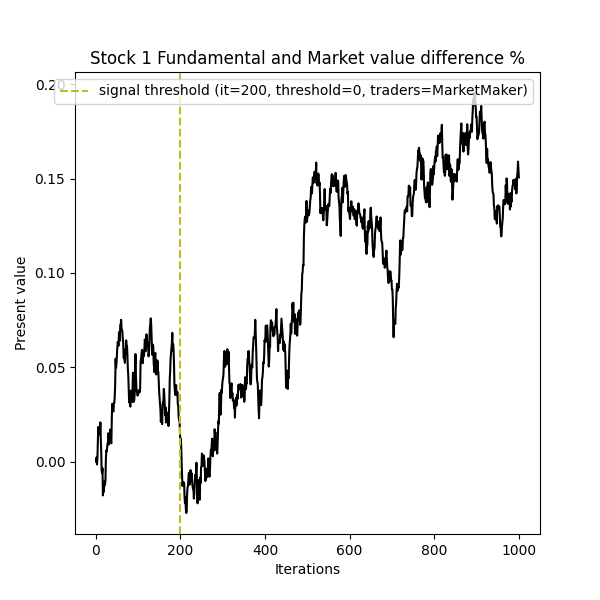 Stock 1 Fundamental and Market value difference %
signal threshold (it=200, threshold=0, traders=MarketMaker)
0.20
0.15
0.10
0.05
0.00
Present value
0 200 400 600 800 1000
Iterations